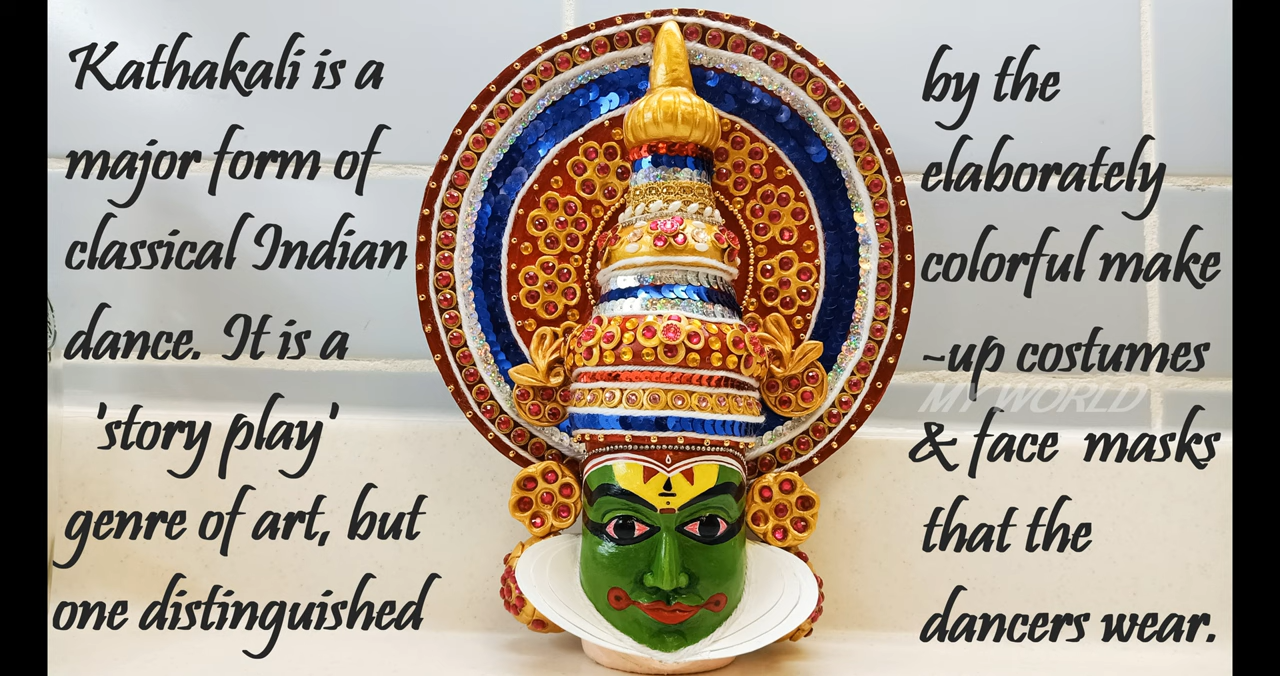 Kathakali is a
major form of
classical Indian
dance. It is a
'story play'
genre of art, but
one distinguished
by the
elaborately
colorful make
-up costumes
MY WORLD
& face masks
that the
dancers wear.